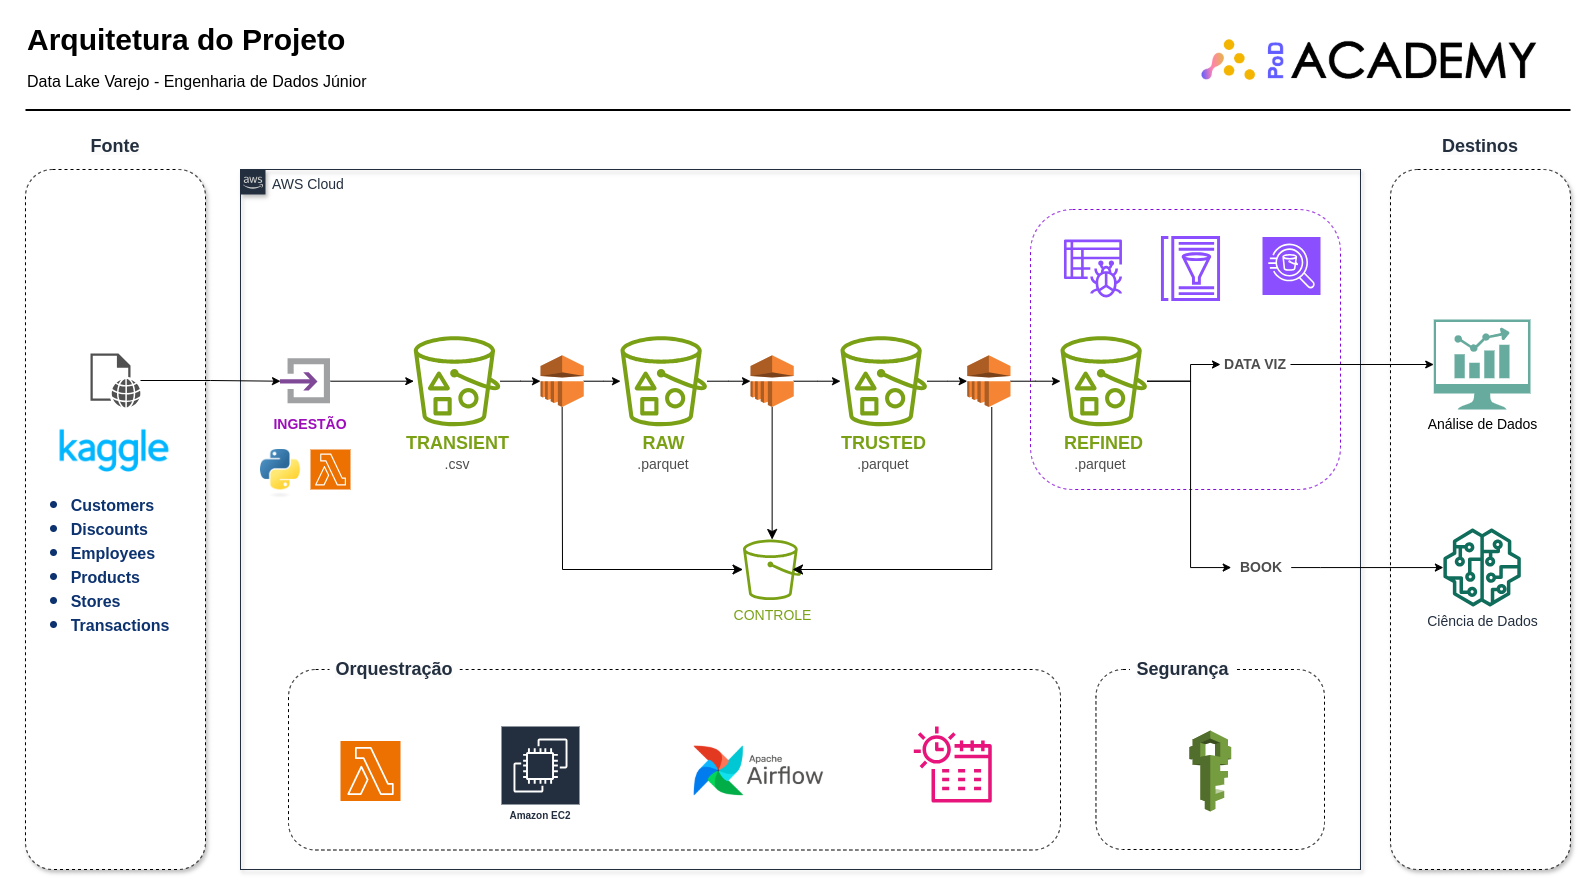 Arquitetura do Projeto
Data Lake Varejo - Engenharia de Dados Júnior
PoD ACADEMY
Fonte
Destinos
aws
AWS Cloud
DATA VIZ
INGESTÃO
TRANSIENT
.csv
RAW
.parquet
TRUSTED
.parquet
REFINED
.parquet
Análise de Dados
kaggle
Customers
Discounts
Employees
Products
Stores
Transactions
BOOK
CONTROLE
Ciência de Dados
Orquestração
Segurança
Amazon EC2
Apache
Airflow